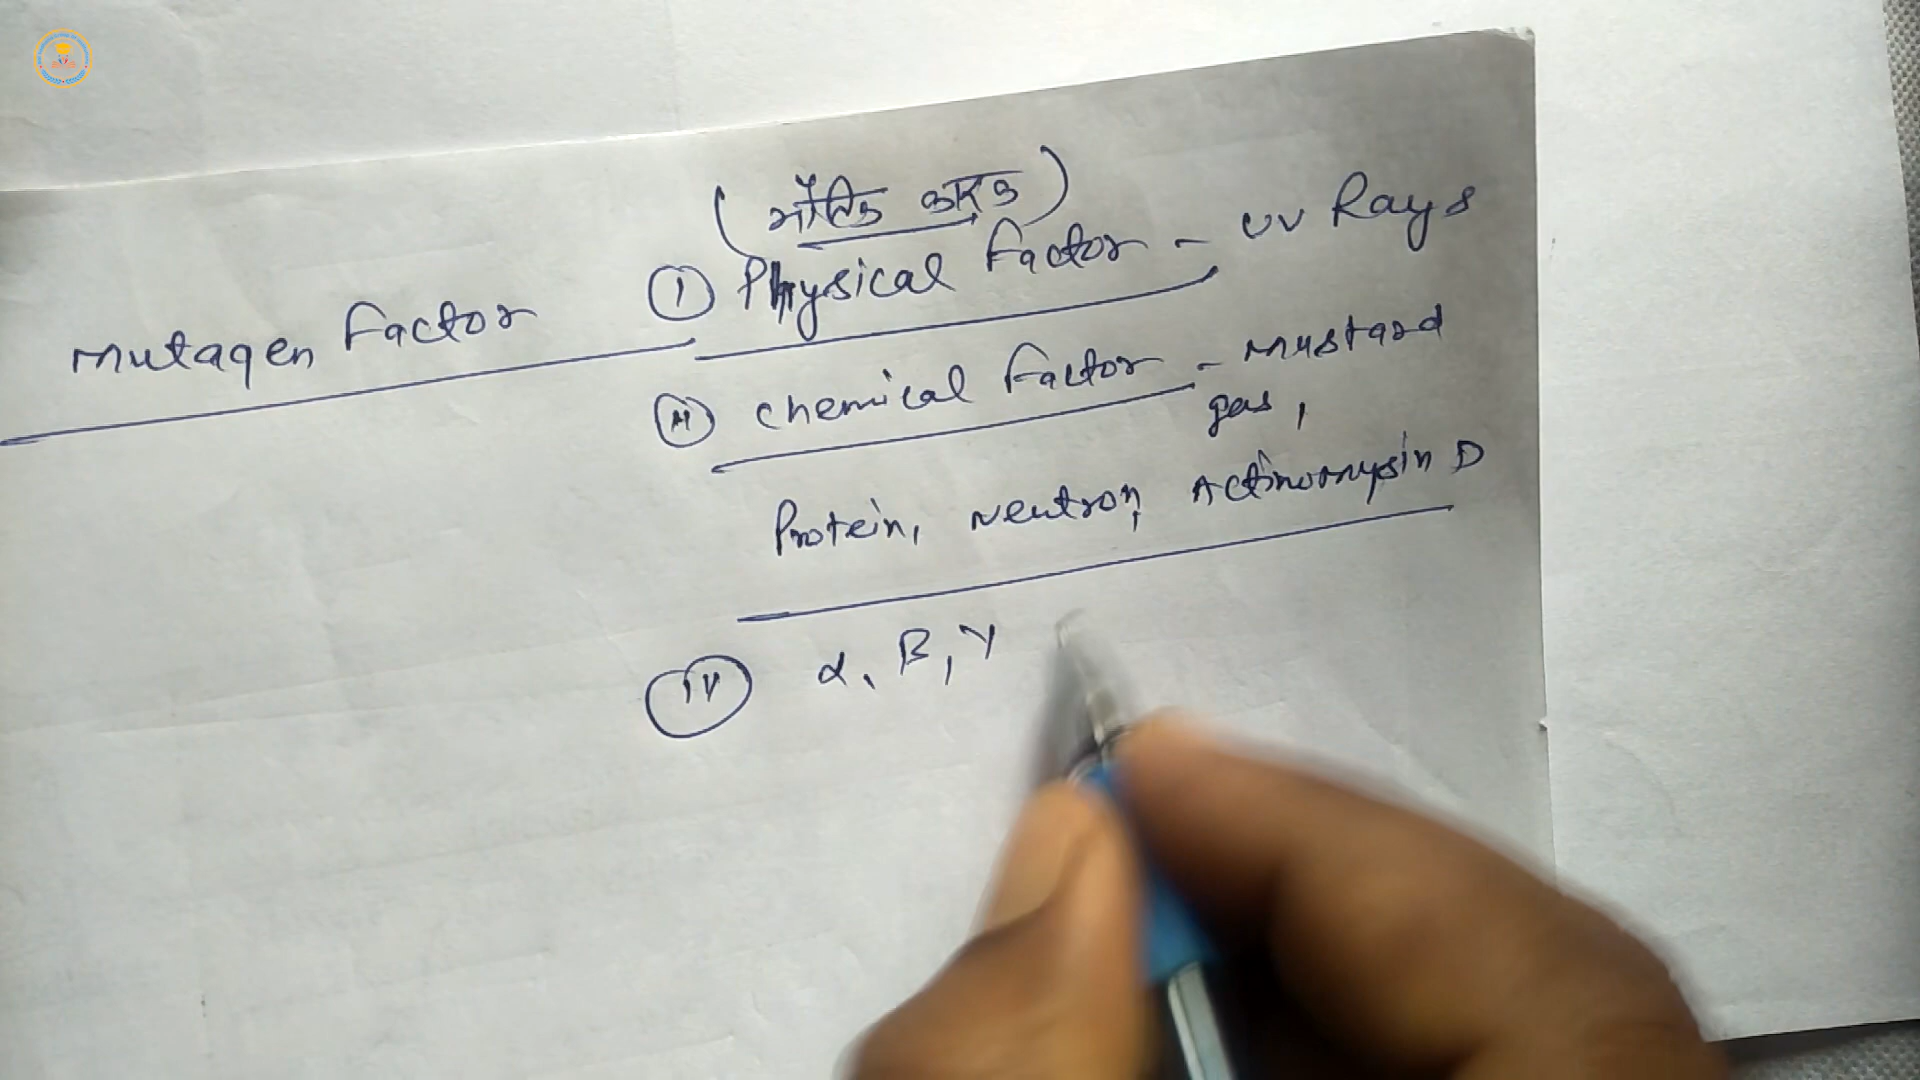 (भौतिक कारक)
Mutagen Factor
(I) Physical Factor - UV Rays
(II) Chemical Factor - Mustard
gas,
Protein, Neutron, Actinomysin D
(IV) α, β, γ